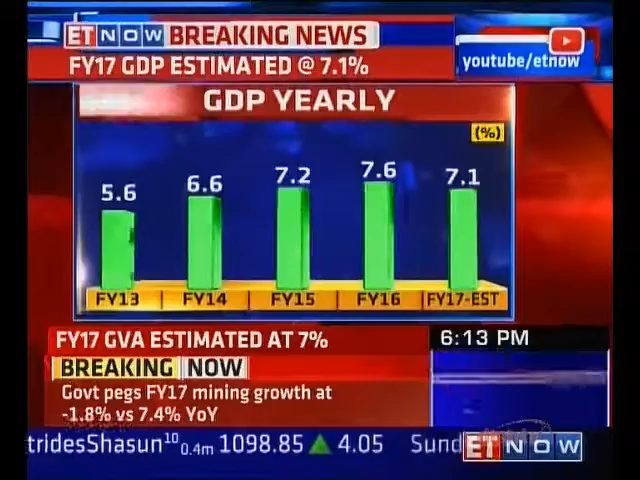 ET NOW BREAKING NEWS
FY17 GDP ESTIMATED @ 7.1%
youtube/etnow
GDP YEARLY
(%)
5.6 6.6 7.2 7.6 7.1
FY13 FY14 FY15 FY16 FY17-EST
FY17 GVA ESTIMATED AT 7%
6:13 PM
BREAKING NOW
Govt pegs FY17 mining growth at
-1.8% vs 7.4% YoY
tridesShasun 10 0.4m 1098.85 ▲ 4.05 Sund
ET NOW